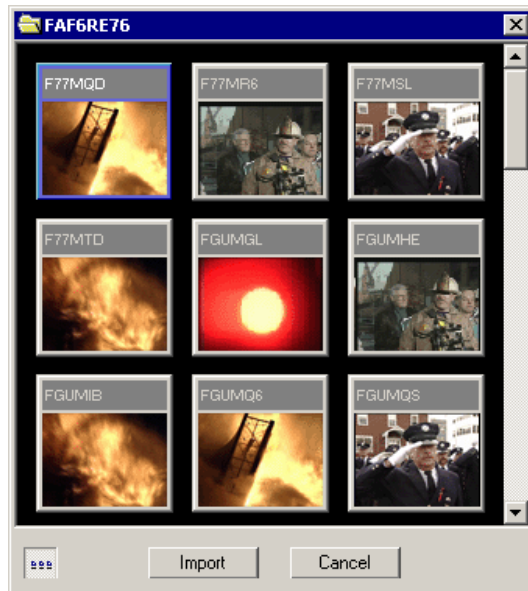 FAF6RE76
F77MQD
F77MR6
F77MSL
F77MTD
FGUMGL
FGUMHE
FGUMIB
FGUMQ6
FGUMQS
Import
Cancel